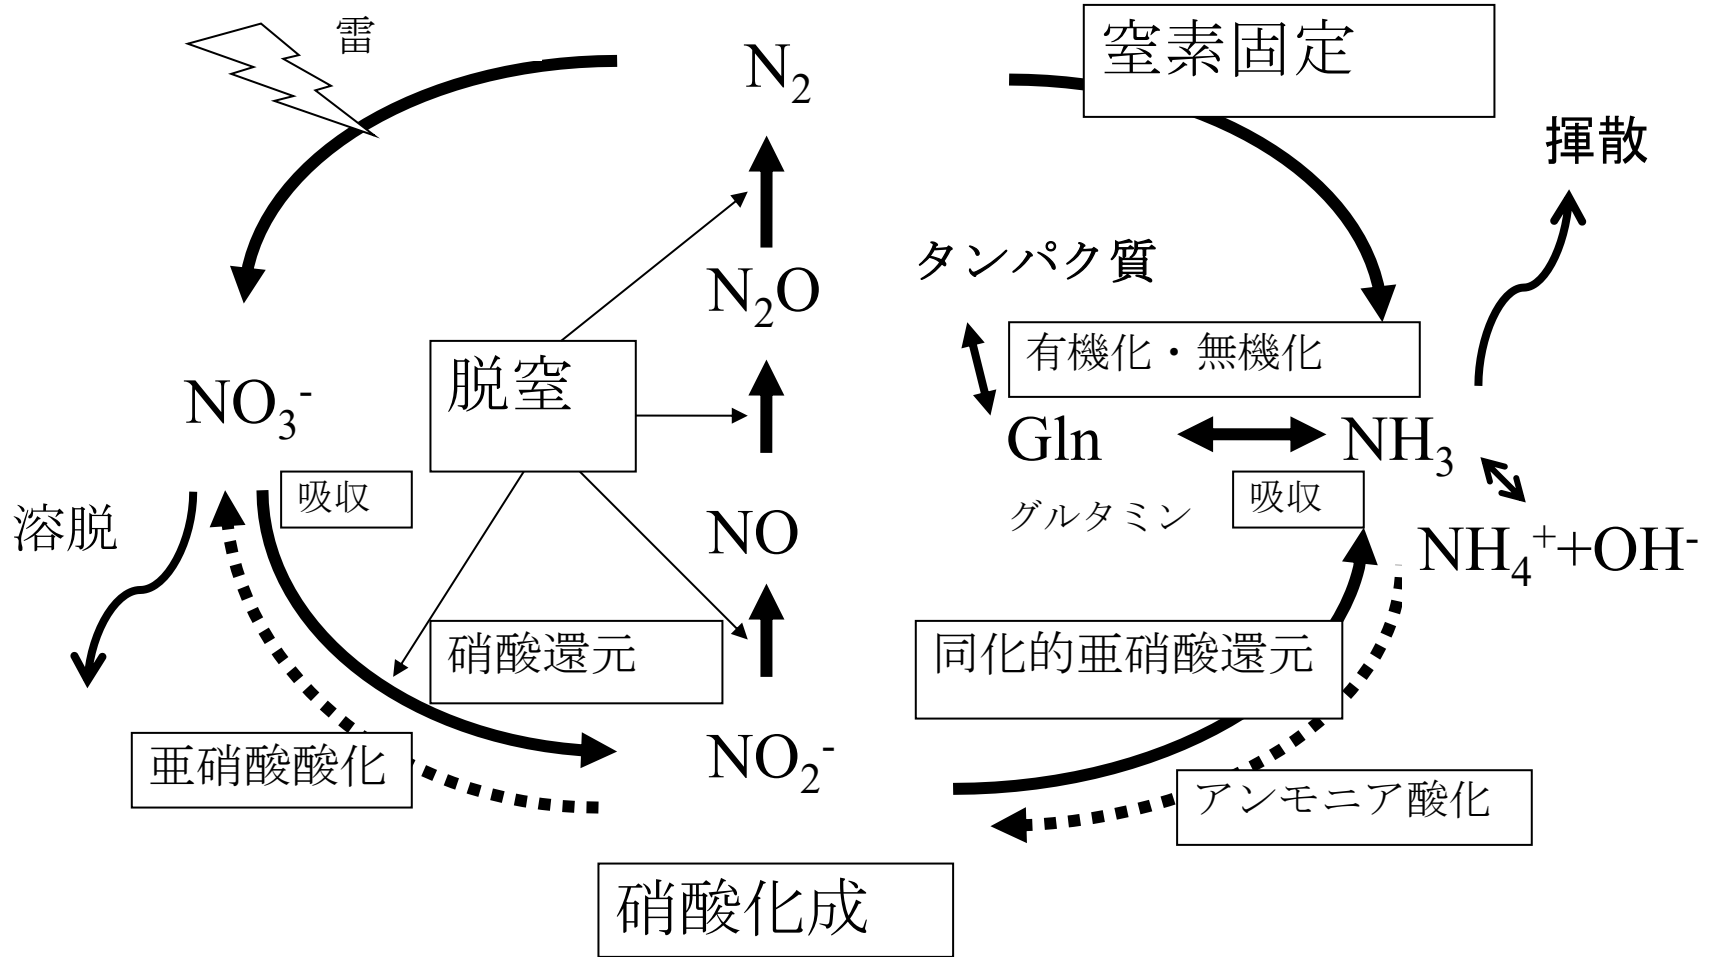 雷
N₂
窒素固定
揮散
タンパク質
N₂O
有機化・無機化
脱窒
NO₃⁻
Gln
NH₃
吸収
吸収
グルタミン
溶脱
NO
NH₄⁺+OH⁻
硝酸還元
同化的亜硝酸還元
亜硝酸酸化
NO₂⁻
アンモニア酸化
硝酸化成